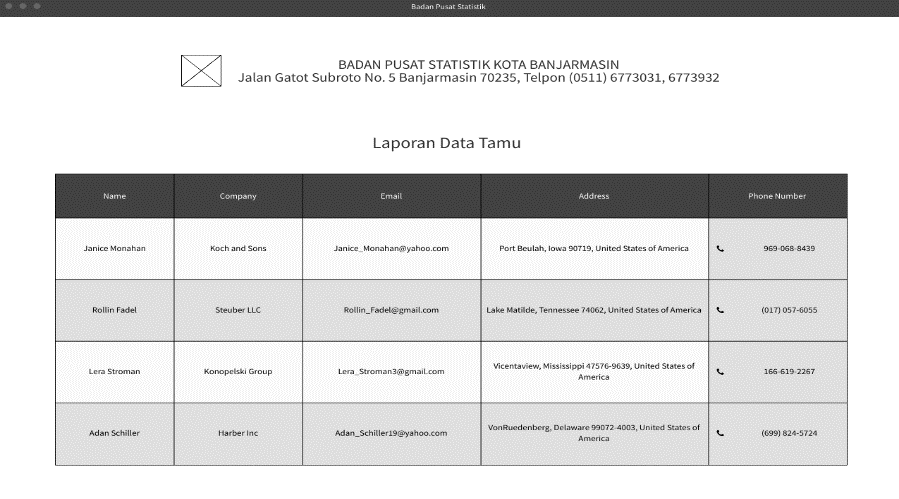 Badan Pusat Statistik
BADAN PUSAT STATISTIK KOTA BANJARMASIN
Jalan Gatot Subroto No. 5 Banjarmasin 70235, Telpon (0511) 6773031, 6773932
Laporan Data Tamu
Name Company Email Address Phone Number
Janice Monahan Koch and Sons Janice_Monahan@yahoo.com Port Beulah, Iowa 90719, United States of America 969-068-8439
Rollin Fadel Steuber LLC Rollin_Fadel@gmail.com Lake Matilde, Tennessee 74062, United States of America (017) 057-6055
Lera Stroman Konopelski Group Lera_Stroman3@gmail.com Vicentaview, Mississippi 47576-9639, United States of
America 166-619-2267
Adan Schiller Harber Inc Adan_Schiller19@yahoo.com VonRuedenberg, Delaware 99072-4003, United States of
America (699) 824-5724